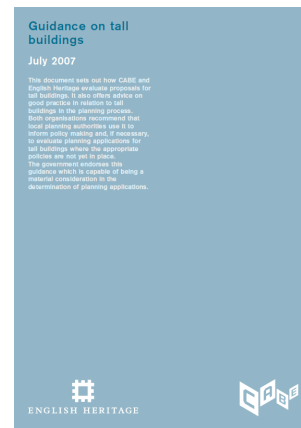 Guidance on tall
buildings
July 2007
This document sets out how CABE and
English Heritage evaluate proposals for
tall buildings. It also offers advice on
good practice in relation to tall
buildings in the planning process.
Both organisations recommend that
local planning authorities use it to
inform policy making and, if necessary,
to evaluate planning applications for
tall buildings where the appropriate
policies are not yet in place.
The government endorses this
guidance which is capable of being a
material consideration in the
determination of planning applications.
ENGLISH HERITAGE
CABE